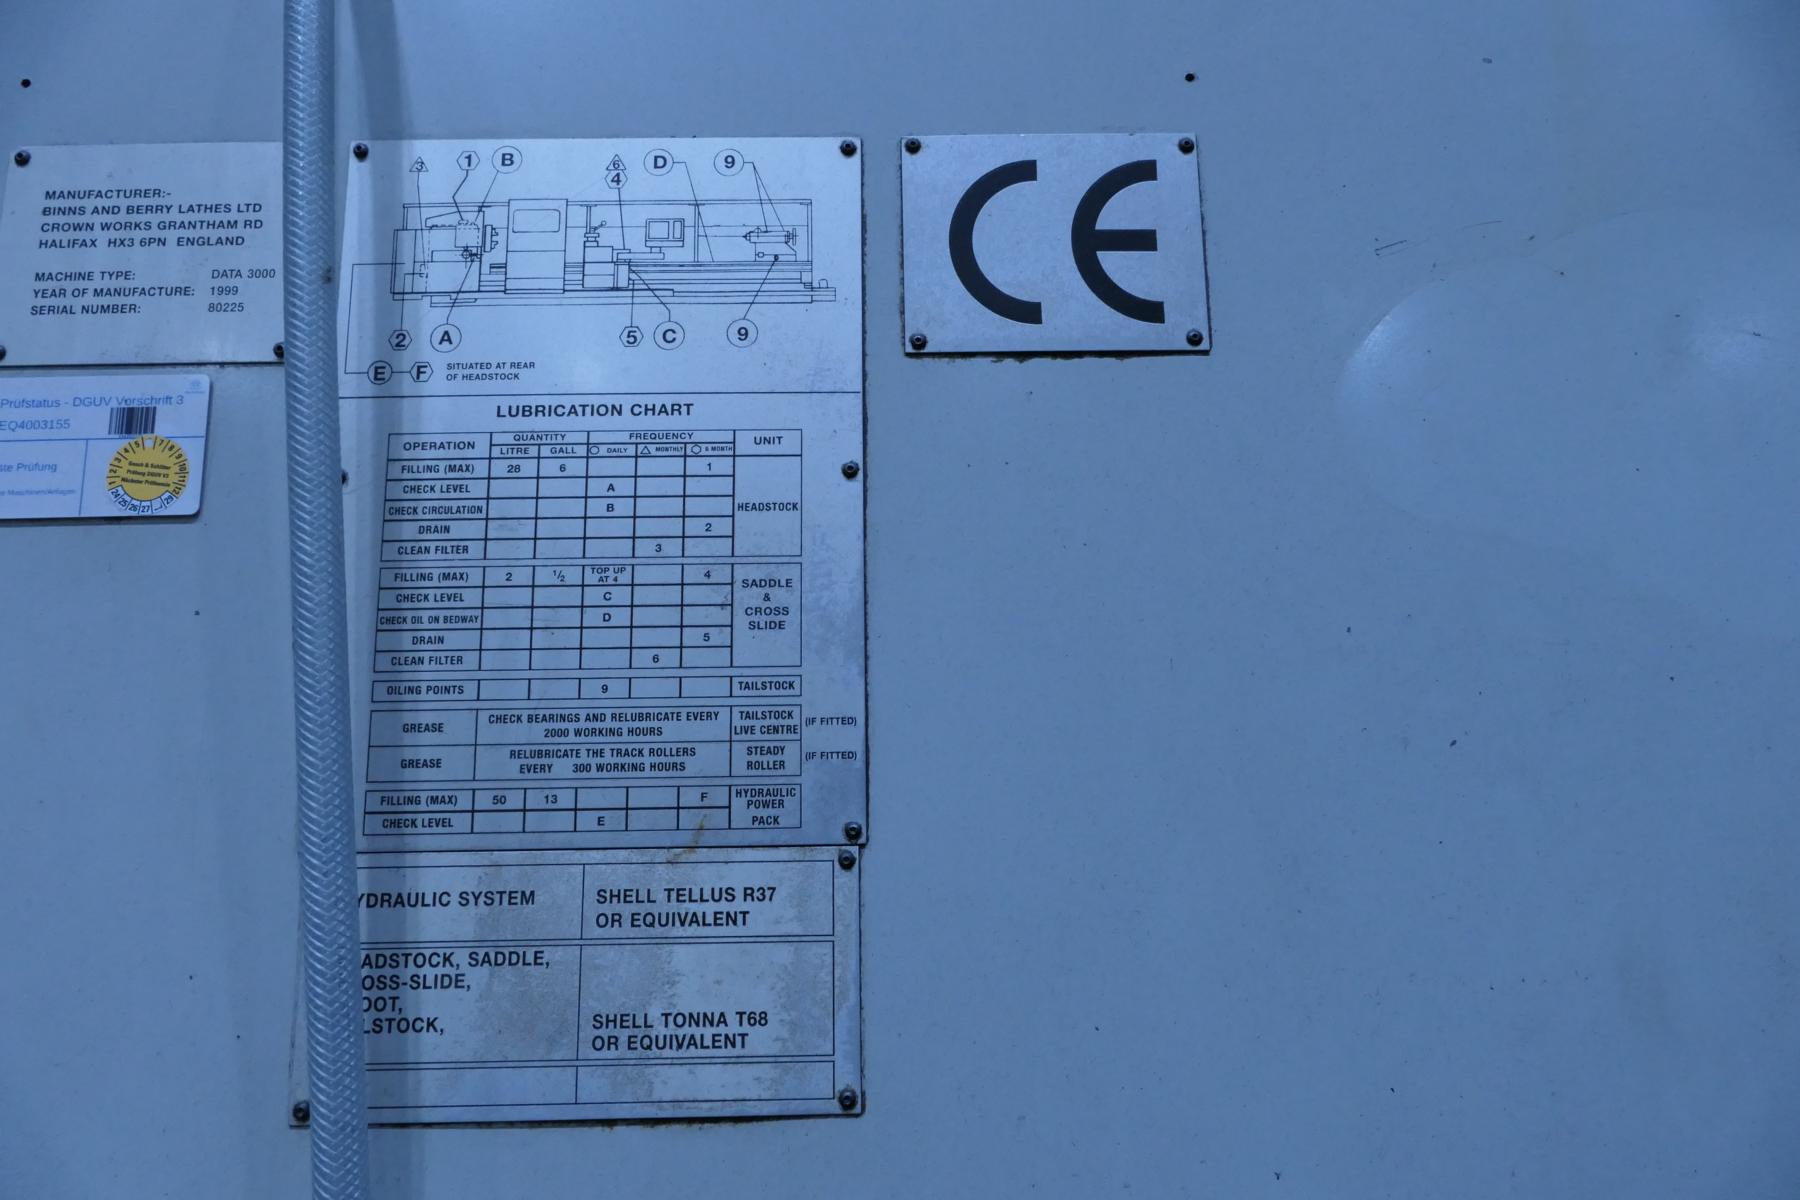 MANUFACTURER:-
BINNS AND BERRY LATHES LTD
CROWN WORKS GRANTHAM RD
HALIFAX HX3 6PN ENGLAND
MACHINE TYPE: DATA 3000
YEAR OF MANUFACTURE: 1999
SERIAL NUMBER: 80225
Prüfstatus - DGUV Vorschrift 3
EQ4003155
ste Prüfung
e Maschinen/Anlagen
3 1 B 6 4 D 9
2 A 5 C 9
E F SITUATED AT REAR
OF HEADSTOCK
LUBRICATION CHART
OPERATION QUANTITY FREQUENCY UNIT
LITRE GALL DAILY MONTHLY 6 MONTH
FILLING (MAX) 28 6 1
CHECK LEVEL A
CHECK CIRCULATION B HEADSTOCK
DRAIN 2
CLEAN FILTER 3
FILLING (MAX) 2 1/2 TOP UP AT 4 4
CHECK LEVEL C
CHECK OIL ON BEDWAY D
DRAIN 5
CLEAN FILTER 6
SADDLE
&
CROSS
SLIDE
OILING POINTS 9 TAILSTOCK
GREASE CHECK BEARINGS AND RELUBRICATE EVERY
2000 WORKING HOURS TAILSTOCK
LIVE CENTRE (IF FITTED)
GREASE RELUBRICATE THE TRACK ROLLERS
EVERY 300 WORKING HOURS STEADY
ROLLER (IF FITTED)
FILLING (MAX) 50 13 F
CHECK LEVEL E
HYDRAULIC
POWER
PACK
YDRAULIC SYSTEM
SHELL TELLUS R37
OR EQUIVALENT
ADSTOCK, SADDLE,
OSS-SLIDE,
OOT,
LSTOCK,
SHELL TONNA T68
OR EQUIVALENT
CE